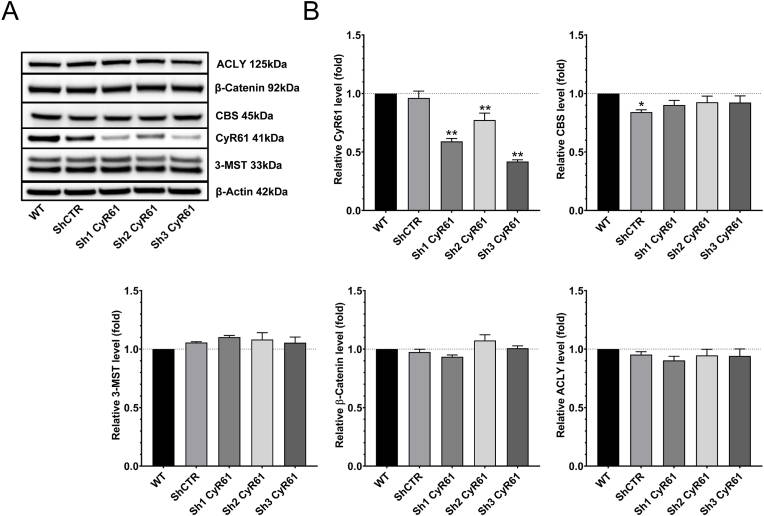 A
ACLY 125kDa
β-Catenin 92kDa
CBS 45kDa
CyR61 41kDa
3-MST 33kDa
β-Actin 42kDa
WT
ShCTR
Sh1 CyR61
Sh2 CyR61
Sh3 CyR61
B
Relative CyR61 level (fold)
1.5
1.0
0.5
1.0
**
**
**
WT
ShCTR
Sh1 CyR61
Sh2 CyR61
Sh3 CyR61
Relative CBS level (fold)
1.5
1.0
0.5
1.0
*
WT
ShCTR
Sh1 CyR61
Sh2 CyR61
Sh3 CyR61
Relative 3-MST level (fold)
1.5
1.0
0.5
1.0
WT
ShCTR
Sh1 CyR61
Sh2 CyR61
Sh3 CyR61
Relative β-Catenin level (fold)
1.5
1.0
0.5
1.0
WT
ShCTR
Sh1 CyR61
Sh2 CyR61
Sh3 CyR61
Relative ACLY level (fold)
1.5
1.0
0.5
1.0
WT
ShCTR
Sh1 CyR61
Sh2 CyR61
Sh3 CyR61